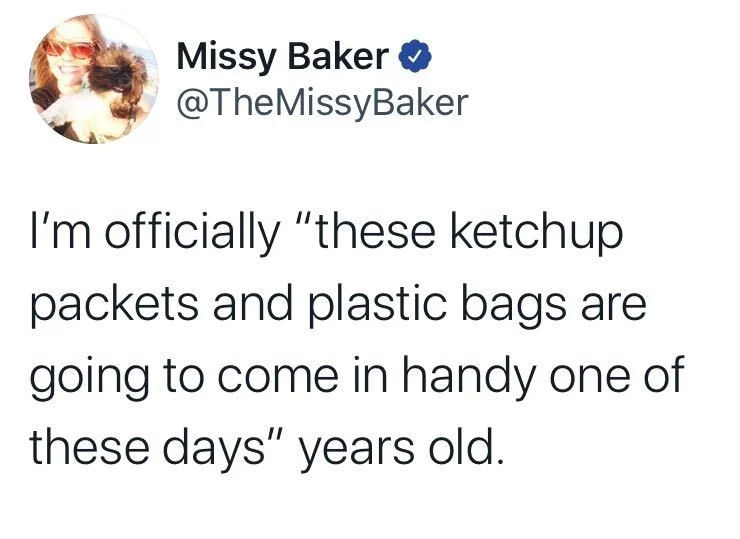 Missy Baker
@TheMissyBaker
I’m officially “these ketchup
packets and plastic bags are
going to come in handy one of
these days” years old.